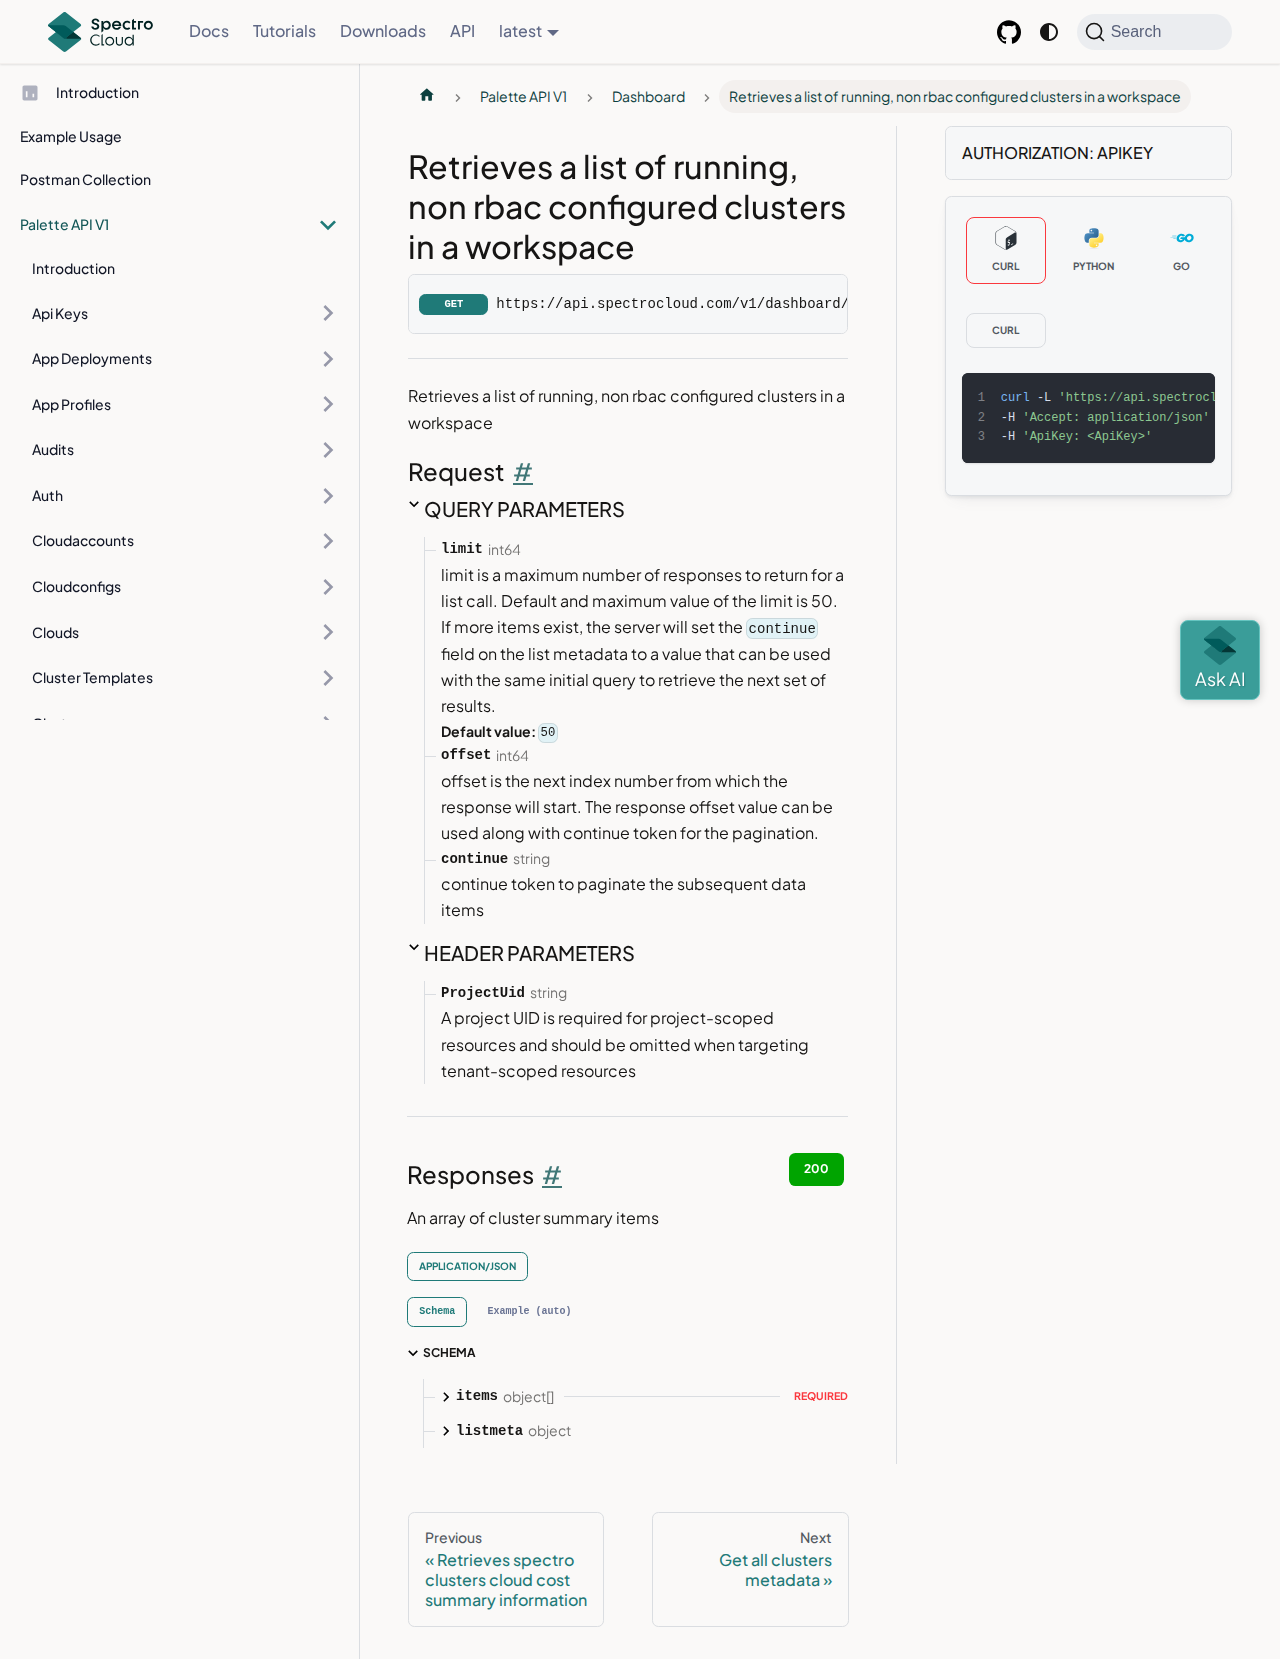 Spectro Cloud
Docs
Tutorials
Downloads
API
latest
Search
Introduction
Example Usage
Postman Collection
Palette API V1
Introduction
Api Keys
App Deployments
App Profiles
Audits
Auth
Cloudaccounts
Cloudconfigs
Clouds
Cluster Templates
Palette API V1
Dashboard
Retrieves a list of running, non rbac configured clusters in a workspace
Retrieves a list of running,
non rbac configured clusters
in a workspace
GET https://api.spectrocloud.com/v1/dashboard/
Retrieves a list of running, non rbac configured clusters in a
workspace
Request #
QUERY PARAMETERS
limit int64
limit is a maximum number of responses to return for a
list call. Default and maximum value of the limit is 50.
If more items exist, the server will set the continue
field on the list metadata to a value that can be used
with the same initial query to retrieve the next set of
results.
Default value: 50
offset int64
offset is the next index number from which the
response will start. The response offset value can be
used along with continue token for the pagination.
continue string
continue token to paginate the subsequent data
items
HEADER PARAMETERS
ProjectUid string
A project UID is required for project-scoped
resources and should be omitted when targeting
tenant-scoped resources
Responses #
200
An array of cluster summary items
APPLICATION/JSON
Schema
Example (auto)
SCHEMA
items object[] REQUIRED
listmeta object
Previous
« Retrieves spectro
clusters cloud cost
summary information
Next
Get all clusters
metadata »
AUTHORIZATION: APIKEY
CURL
PYTHON
GO
CURL
1 curl -L 'https://api.spectrocl
2 -H 'Accept: application/json'
3 -H 'ApiKey: <ApiKey>'
Ask AI